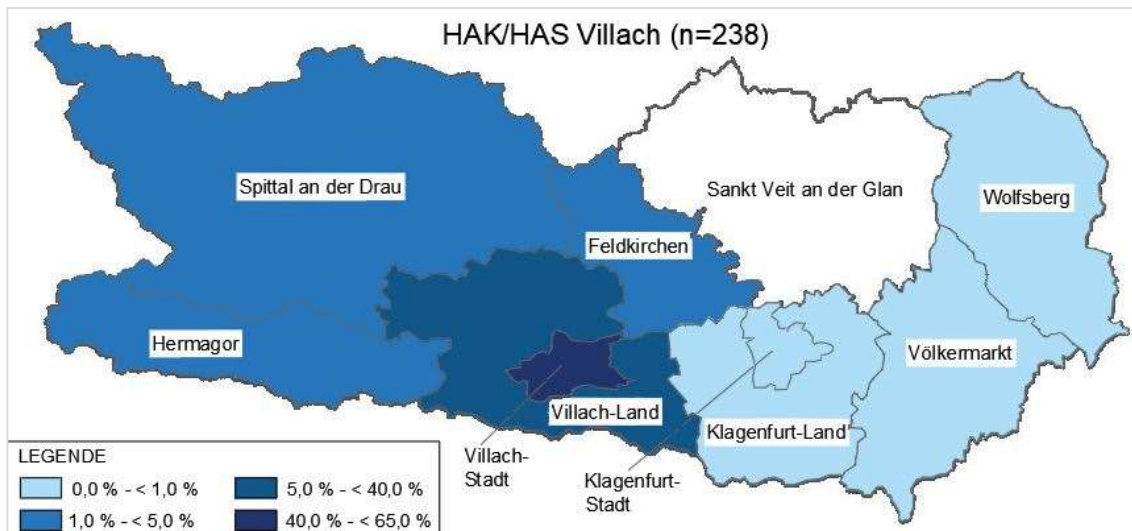 HAK/HAS Villach (n=238)
Spittal an der Drau
Sankt Veit an der Glan
Wolfsberg
Feldkirchen
Hermagor
Völkermarkt
Villach-Land
Klagenfurt-Land
Villach-
Stadt
Klagenfurt-
Stadt
LEGENDE
0,0 % - < 1,0 %
5,0 % - < 40,0 %
1,0 % - < 5,0 %
40,0 % - < 65,0 %